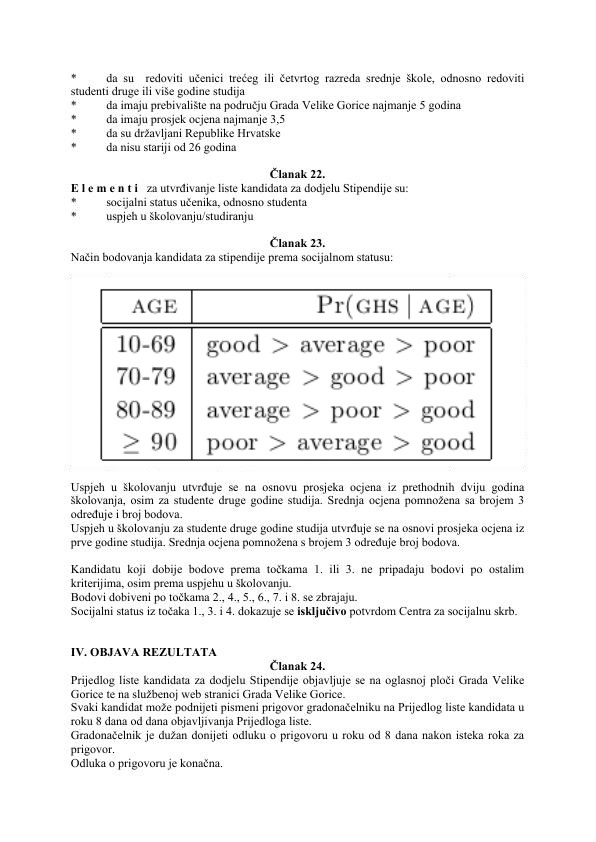 * da su redoviti učenici trećeg ili četvrtog razreda srednje škole, odnosno redoviti
studenti druge ili više godine studija
* da imaju prebivalište na području Grada Velike Gorice najmanje 5 godina
* da imaju prosjek ocjena najmanje 3,5
* da su državljani Republike Hrvatske
* da nisu stariji od 26 godina
Članak 22.
E l e m e n t i za utvrđivanje liste kandidata za dodjelu Stipendije su:
* socijalni status učenika, odnosno studenta
* uspjeh u školovanju/studiranju
Članak 23.
Način bodovanja kandidata za stipendije prema socijalnom statusu:
AGE Pr(GHS | AGE)
10-69 good > average > poor
70-79 average > good > poor
80-89 average > poor > good
≥ 90 poor > average > good
Uspjeh u školovanju utvrđuje se na osnovu prosjeka ocjena iz prethodnih dviju godina
školovanja, osim za studente druge godine studija. Srednja ocjena pomnožena sa brojem 3
određuje i broj bodova.
Uspjeh u školovanju za studente druge godine studija utvrđuje se na osnovi prosjeka ocjena iz
prve godine studija. Srednja ocjena pomnožena s brojem 3 određuje broj bodova.
Kandidatu koji dobije bodove prema točkama 1. ili 3. ne pripadaju bodovi po ostalim
kriterijima, osim prema uspjehu u školovanju.
Bodovi dobiveni po točkama 2., 4., 5., 6., 7. i 8. se zbrajaju.
Socijalni status iz točaka 1., 3. i 4. dokazuje se isključivo potvrdom Centra za socijalnu skrb.
IV. OBJAVA REZULTATA
Članak 24.
Prijedlog liste kandidata za dodjelu Stipendije objavljuje se na oglasnoj ploči Grada Velike
Gorice te na službenoj web stranici Grada Velike Gorice.
Svaki kandidat može podnijeti pismeni prigovor gradonačelniku na Prijedlog liste kandidata u
roku 8 dana od dana objavljivanja Prijedloga liste.
Gradonačelnik je dužan donijeti odluku o prigovoru u roku od 8 dana nakon isteka roka za
prigovor.
Odluka o prigovoru je konačna.